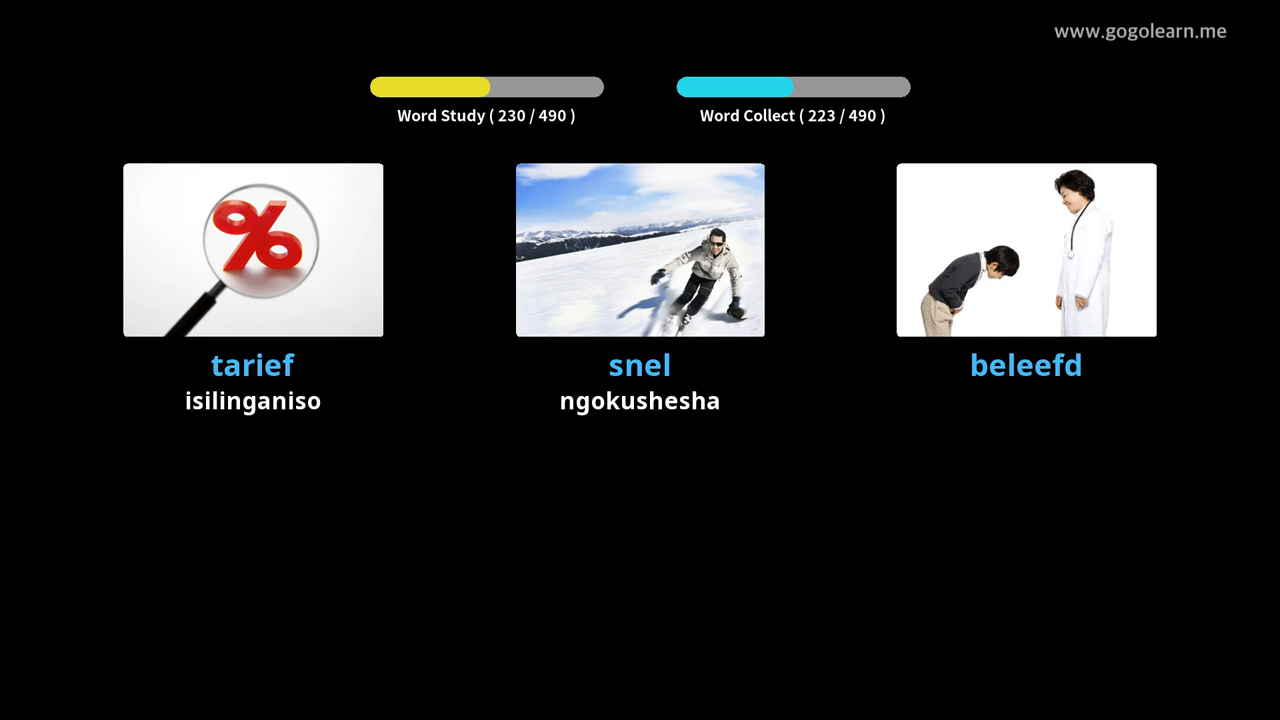 www.gogolearn.me
Word Study ( 230 / 490 )
Word Collect ( 223 / 490 )
%
tarief
snel
beleefd
isilinganiso
ngokushesha